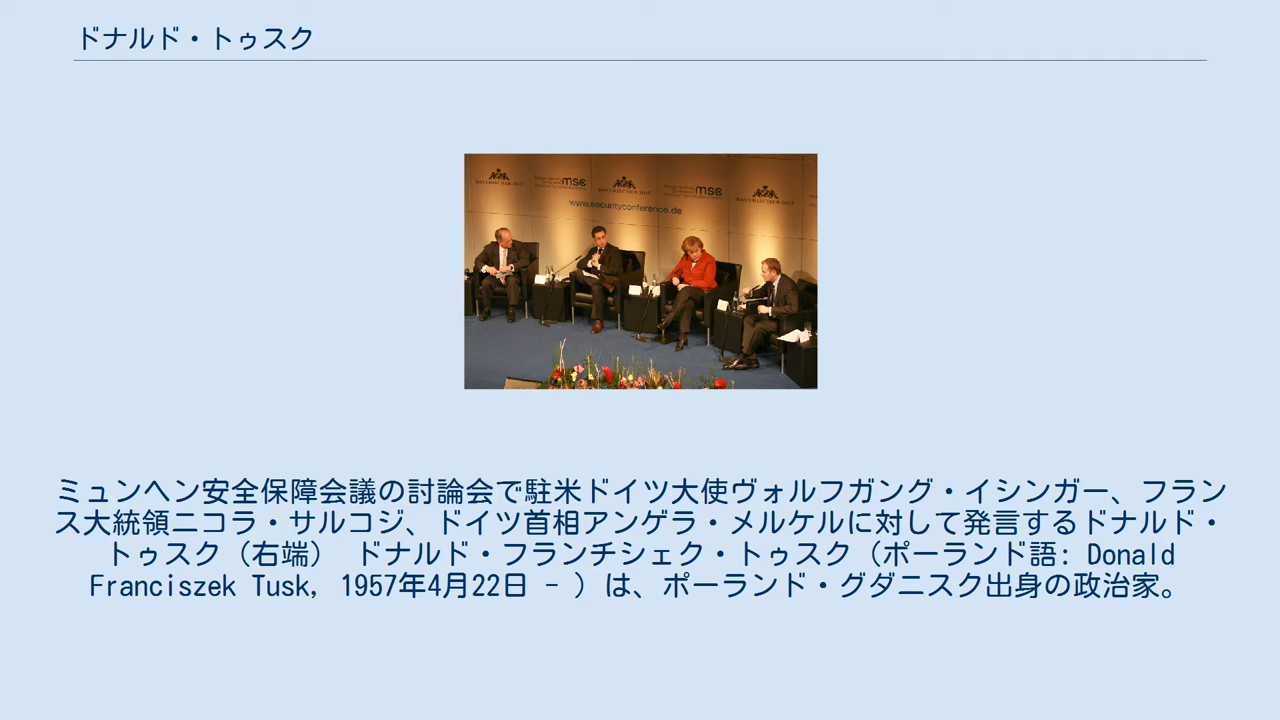 ドナルド・トゥスク
BAYERISCHER HOF
msc
BAYERISCHER HOF
msc
BAYERISCHER HOF
www.securityconference.de
ミュンヘン安全保障会議の討論会で駐米ドイツ大使ヴォルフガング・イシンガー、フラン
ス大統領ニコラ・サルコジ、ドイツ首相アンゲラ・メルケルに対して発言するドナルド・
トゥスク（右端） ドナルド・フランチシェク・トゥスク（ポーランド語: Donald
Franciszek Tusk, 1957年4月22日 - ）は、ポーランド・グダニスク出身の政治家。